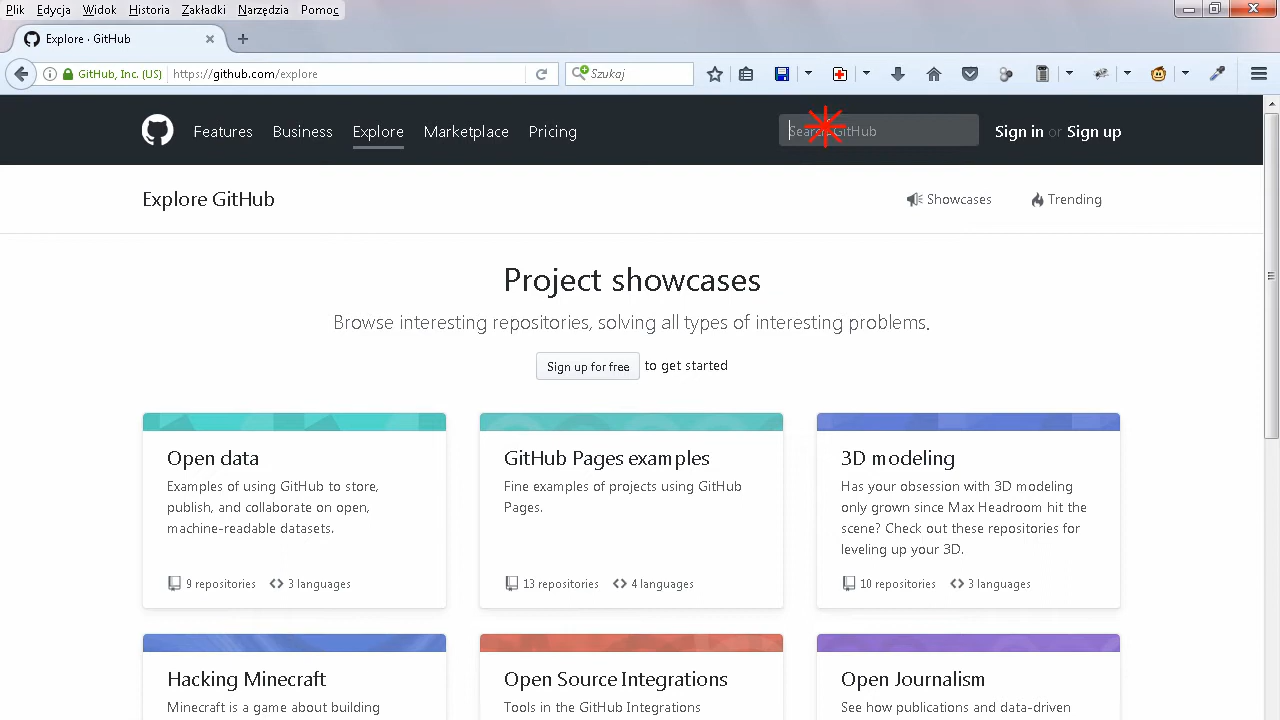 Plik Edycja Widok Historia Zakładki Narzędzia Pomoc
Explore · GitHub
GitHub, Inc. (US) https://github.com/explore Szukaj
Features Business Explore Marketplace Pricing Search GitHub Sign in or Sign up
Explore GitHub Showcases Trending
Project showcases
Browse interesting repositories, solving all types of interesting problems.
Sign up for free to get started
Open data
Examples of using GitHub to store,
publish, and collaborate on open,
machine-readable datasets.
9 repositories 3 languages
GitHub Pages examples
Fine examples of projects using GitHub
Pages.
13 repositories 4 languages
3D modeling
Has your obsession with 3D modeling
only grown since Max Headroom hit the
scene? Check out these repositories for
leveling up your 3D.
10 repositories 3 languages
Hacking Minecraft
Minecraft is a game about building
Open Source Integrations
Tools in the GitHub Integrations
Open Journalism
See how publications and data-driven